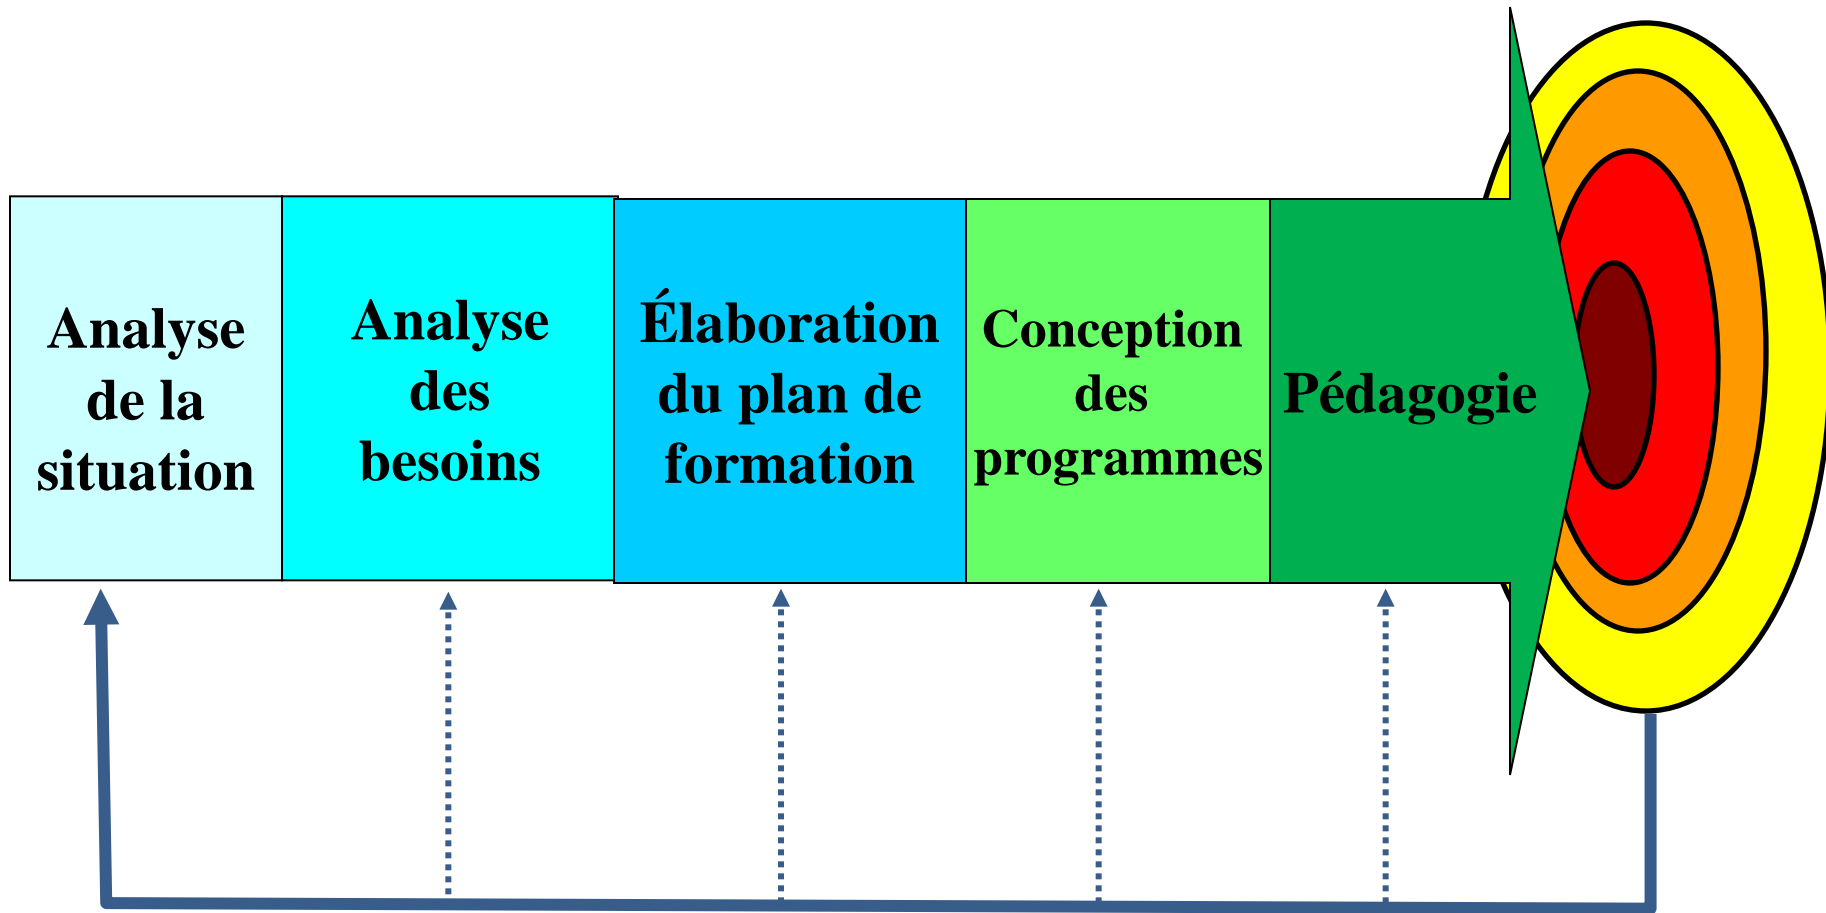 Analyse
de la
situation
Analyse
des
besoins
Élaboration
du plan de
formation
Conception
des
programmes
Pédagogie